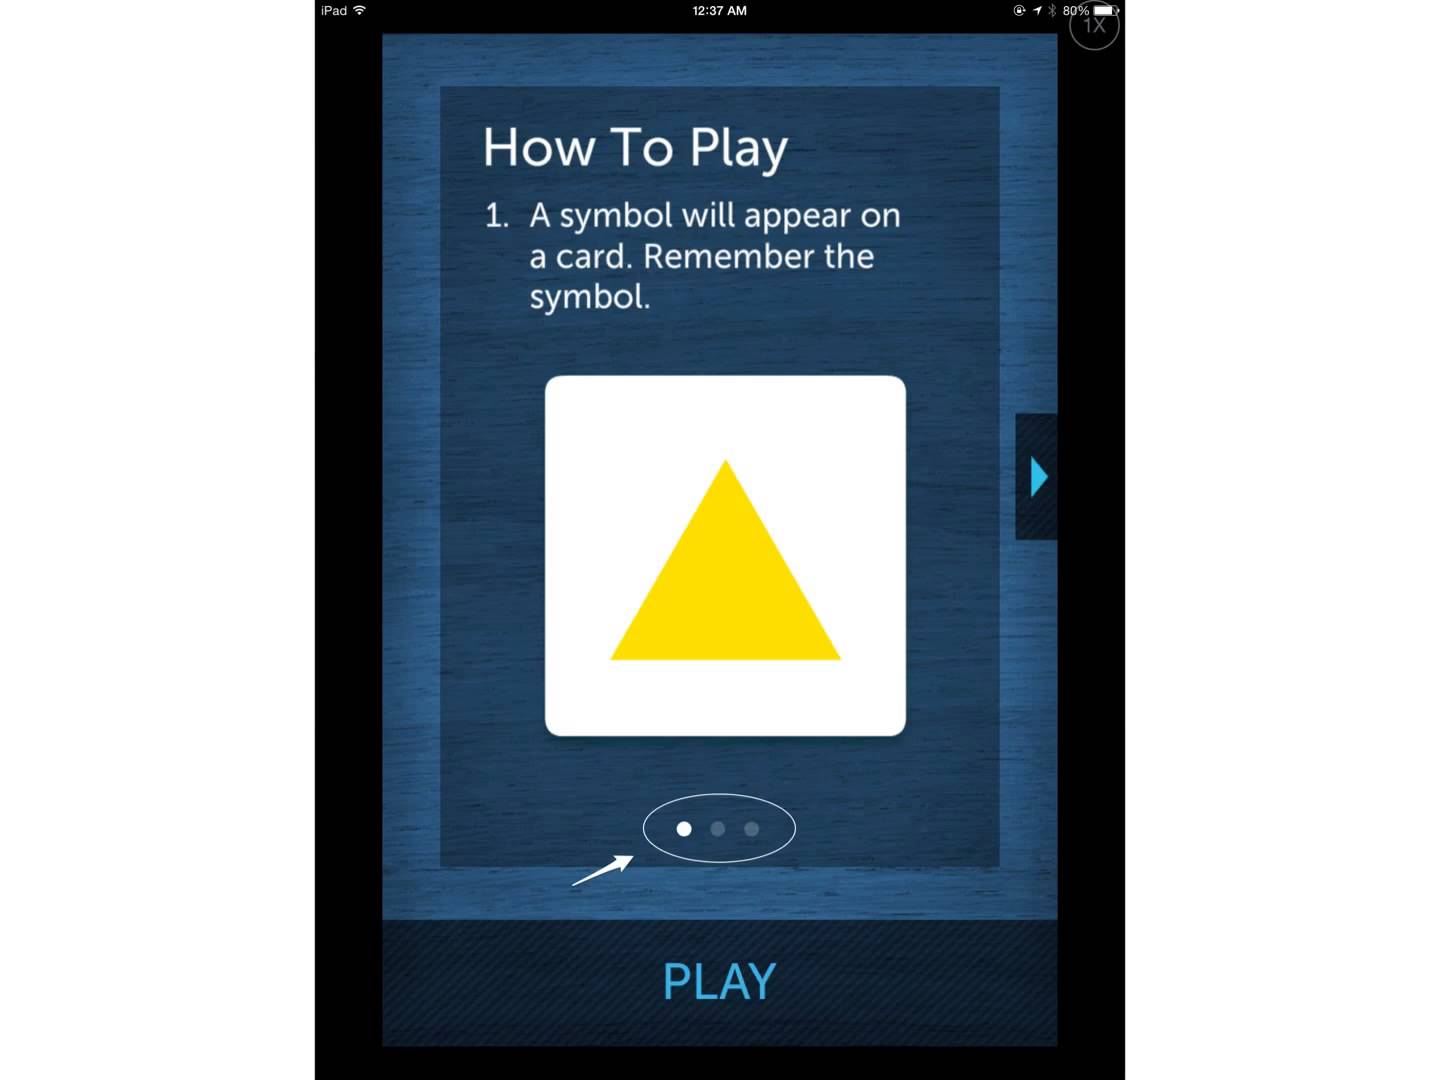 iPad 12:37 AM 80%
1X
How To Play
1. A symbol will appear on
a card. Remember the
symbol.
PLAY